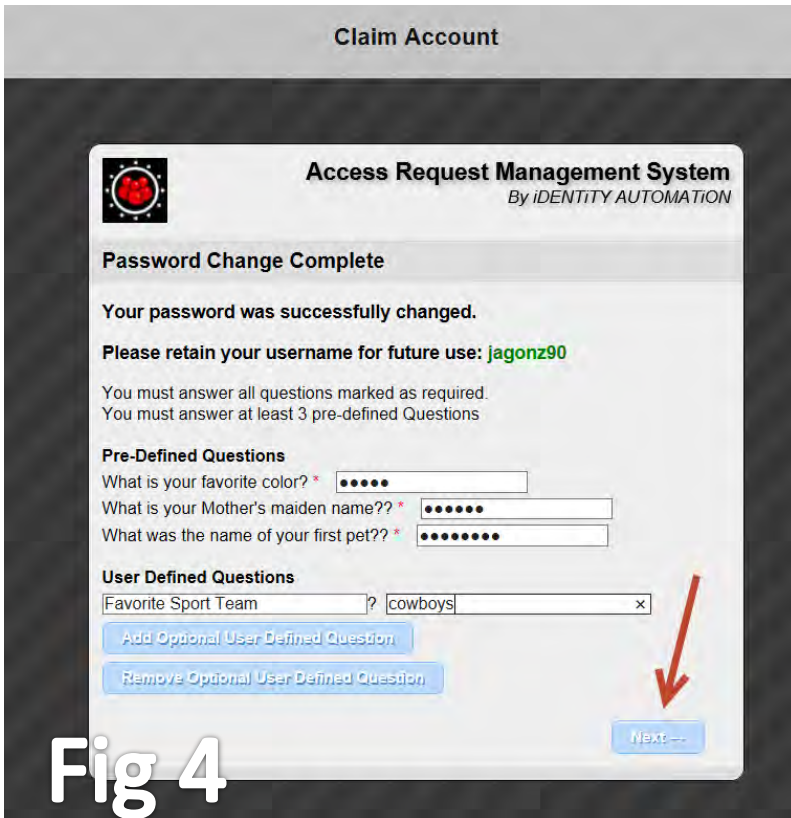 Claim Account
Access Request Management System
By iDENTiTY AUTOMATiON
Password Change Complete
Your password was successfully changed.
Please retain your username for future use: jagonz90
You must answer all questions marked as required.
You must answer at least 3 pre-defined Questions
Pre-Defined Questions
What is your favorite color? * ●●●●●
What is your Mother's maiden name?? * ●●●●●●
What was the name of your first pet?? * ●●●●●●●●
User Defined Questions
Favorite Sport Team ? cowboys ×
Add Optional User Defined Question
Remove Optional User Defined Question
Next --
Fig 4